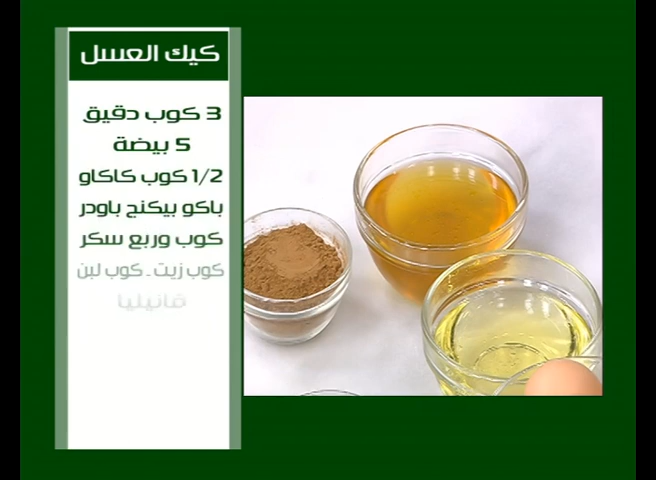 كيك العسل
3 كوب دقيق
5 بيضة
1/2 كوب كاكاو
باكو بيكنج باودر
كوب وربع سكر
كوب زيت - كوب لبن
فانيليا